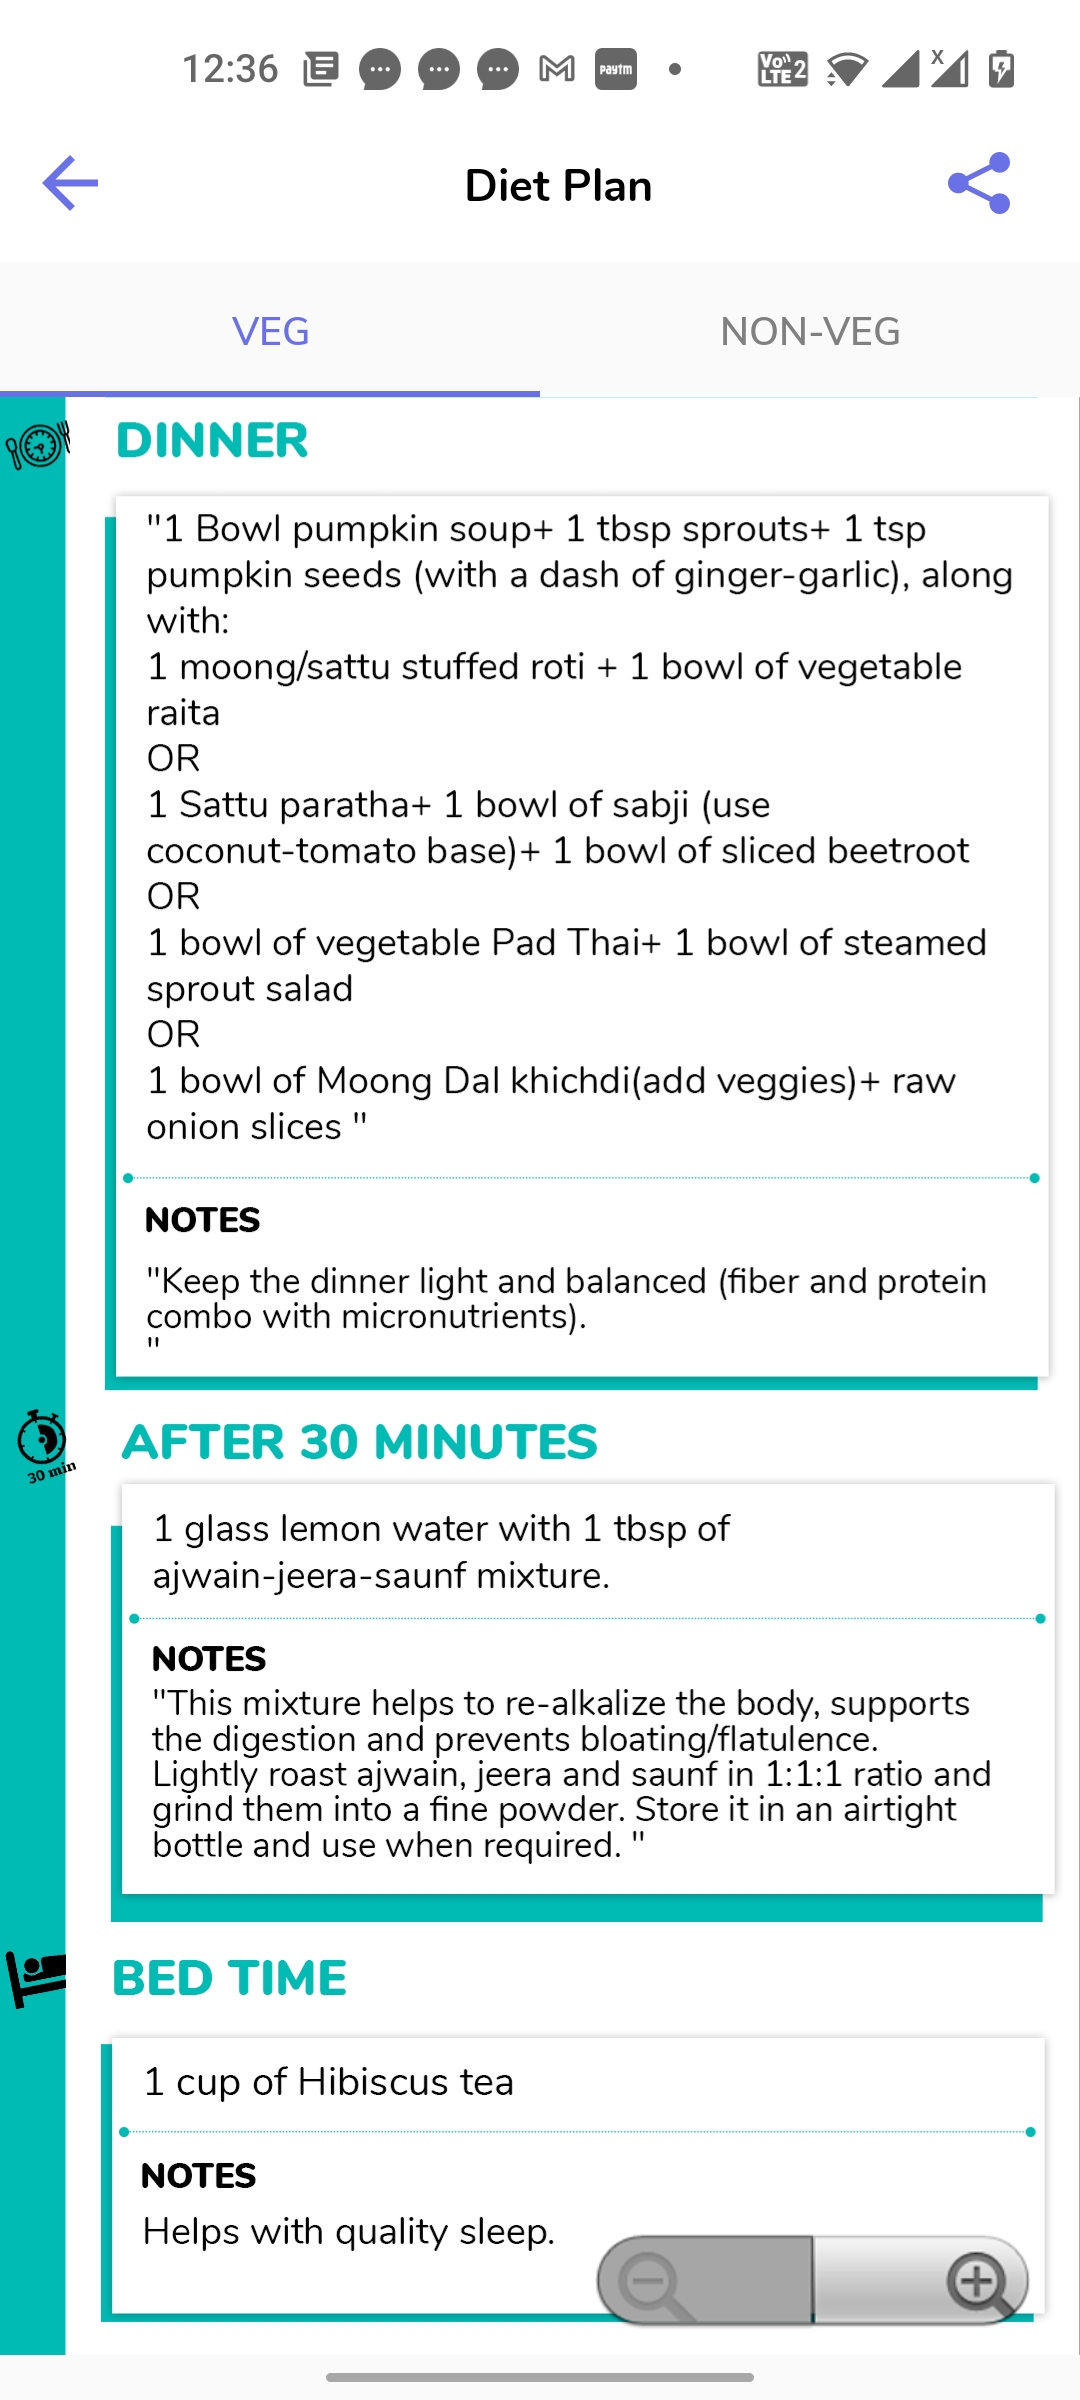 12:36
Paytm
Vo)) LTE 2
X
Diet Plan
VEG
NON-VEG
DINNER
"1 Bowl pumpkin soup+ 1 tbsp sprouts+ 1 tsp
pumpkin seeds (with a dash of ginger-garlic), along
with:
1 moong/sattu stuffed roti + 1 bowl of vegetable
raita
OR
1 Sattu paratha+ 1 bowl of sabji (use
coconut-tomato base)+ 1 bowl of sliced beetroot
OR
1 bowl of vegetable Pad Thai+ 1 bowl of steamed
sprout salad
OR
1 bowl of Moong Dal khichdi(add veggies)+ raw
onion slices "
NOTES
"Keep the dinner light and balanced (fiber and protein
combo with micronutrients).
"
30 min
AFTER 30 MINUTES
1 glass lemon water with 1 tbsp of
ajwain-jeera-saunf mixture.
NOTES
"This mixture helps to re-alkalize the body, supports
the digestion and prevents bloating/flatulence.
Lightly roast ajwain, jeera and saunf in 1:1:1 ratio and
grind them into a fine powder. Store it in an airtight
bottle and use when required. "
BED TIME
1 cup of Hibiscus tea
NOTES
Helps with quality sleep.